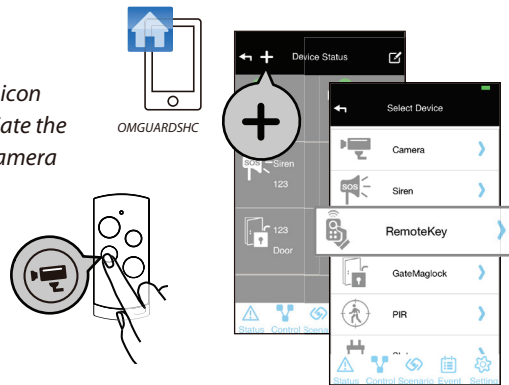 icon
ate the
amera
OMGUARDSHC
Device Status
Siren
123
123
Door
Status Control Scenario
Select Device
Camera
SOS
Siren
RemoteKey
GateMaglock
PIR
Status Control Scenario Event Setting